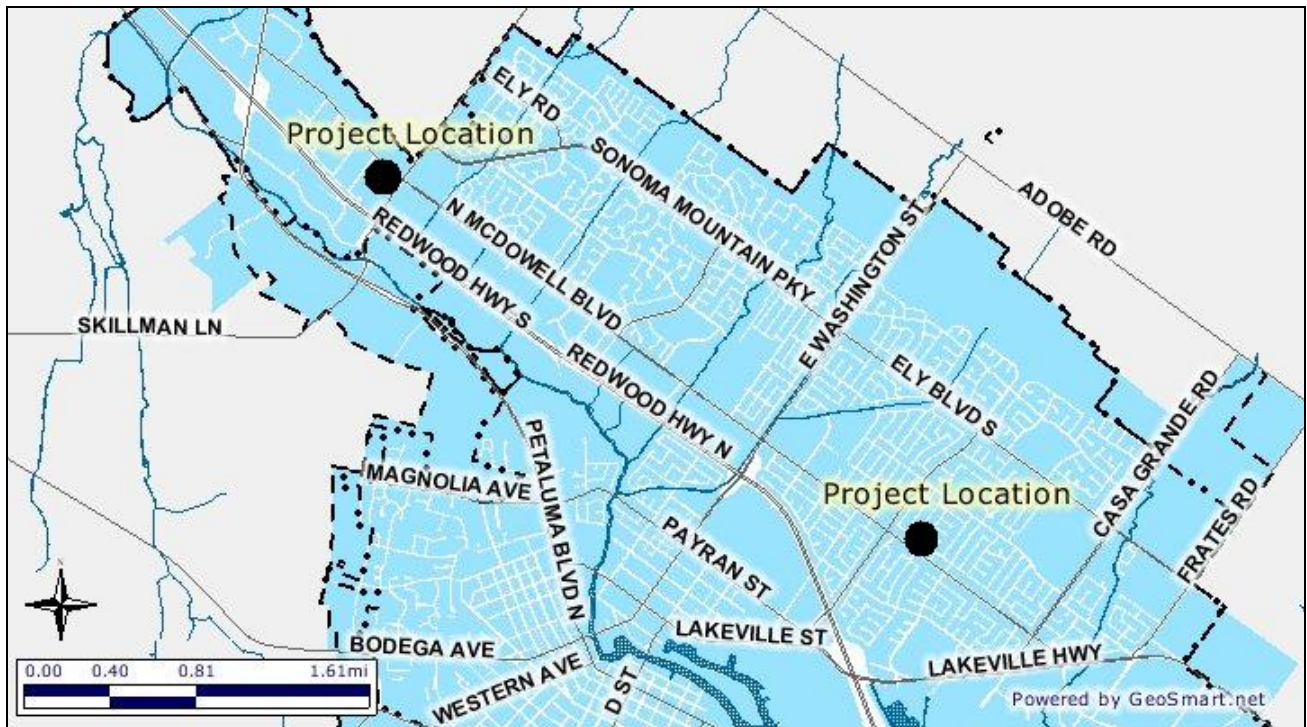 ELY RD
Project Location
SONOMA MOUNTAIN PKY
ADOBE RD
N MCDOWELL BLVD
REDWOOD HWY S
E WASHINGTON ST
SKILLMAN LN
REDWOOD HWY N
ELY BLVD S
CASA GRANDE RD
PETALUMA BLVD N
MAGNOLIA AVE
Project Location
FRATES RD
PAYRAN ST
N
LAKEVILLE ST
BODEGA AVE
LAKEVILLE HWY
WESTERN AVE
D ST
0.00 0.40 0.81 1.61mi
Powered by GeoSmart.net